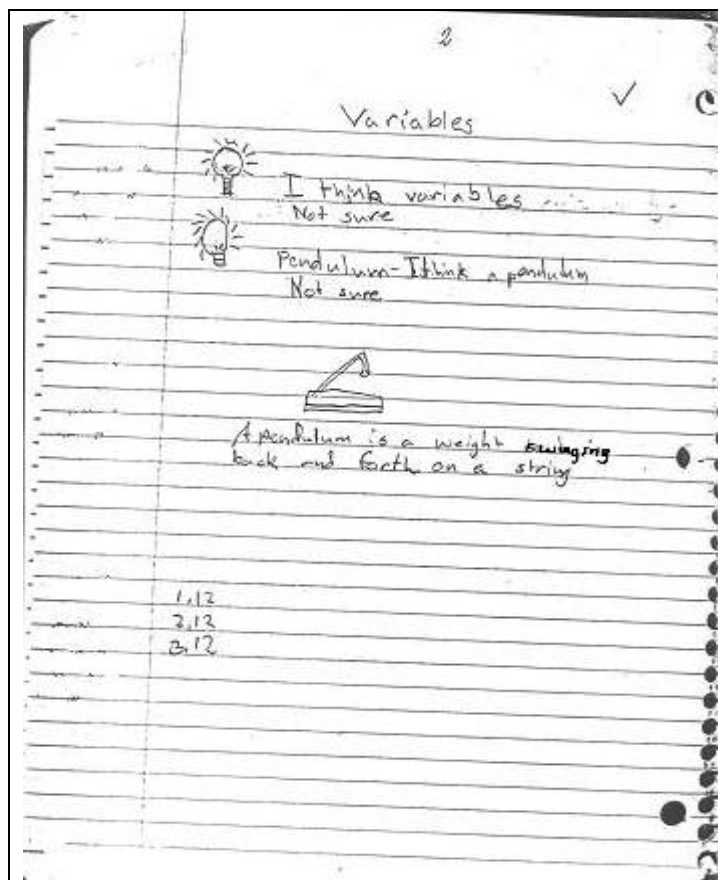 2
Variables
I think variables
Not sure
Pendulum - I think a pendulum
Not sure
A pendulum is a weight swinging
back and forth on a string
1.12
2,12
3.12